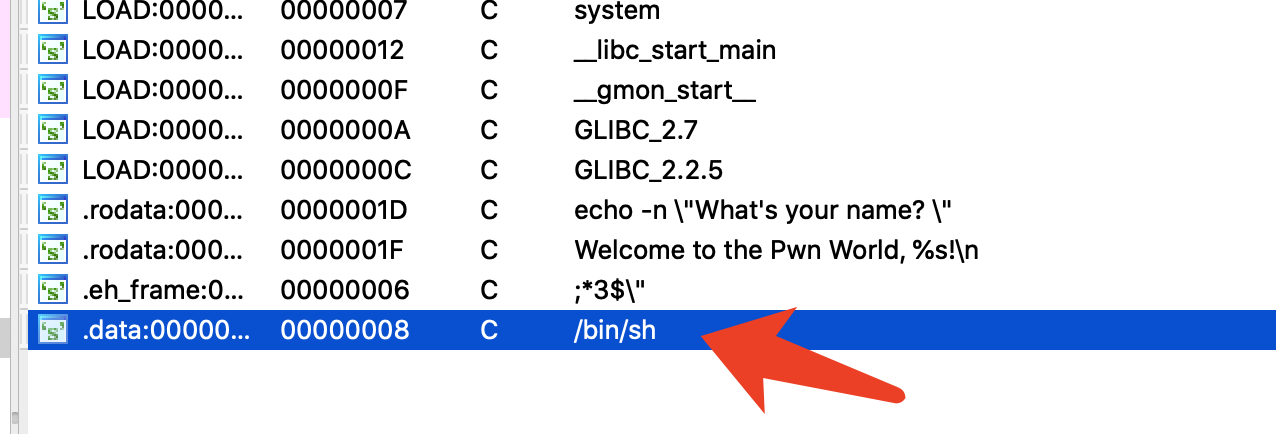 LOAD:0000... 00000007 C system
LOAD:0000... 00000012 C __libc_start_main
LOAD:0000... 0000000F C __gmon_start__
LOAD:0000... 0000000A C GLIBC_2.7
LOAD:0000... 0000000C C GLIBC_2.2.5
.rodata:000... 0000001D C echo -n \"What's your name? \"
.rodata:000... 0000001F C Welcome to the Pwn World, %s!\n
.eh_frame:0... 00000006 C ;*3$\"
.data:00000... 00000008 C /bin/sh